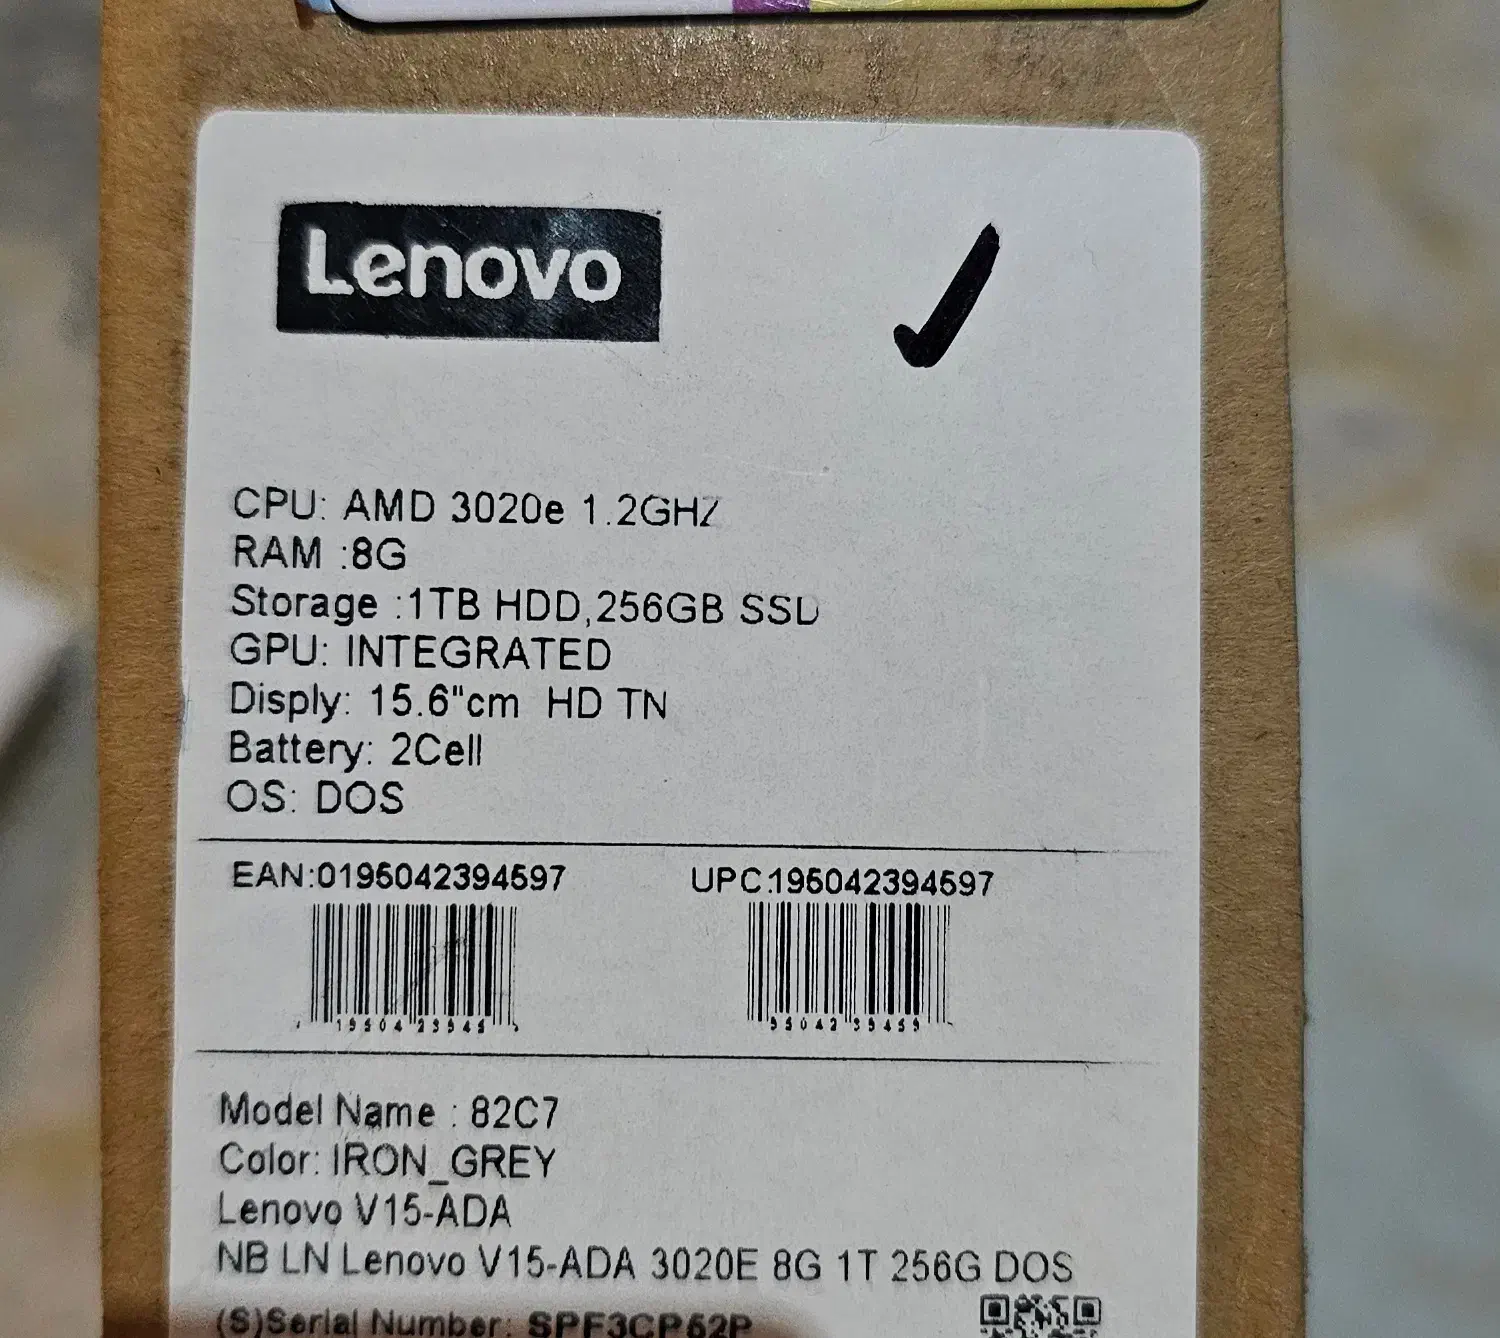 Lenovo
CPU: AMD 3020e 1.2GHZ
RAM :8G
Storage :1TB HDD,256GB SSD
GPU: INTEGRATED
Disply: 15.6"cm HD TN
Battery: 2Cell
OS: DOS
EAN:0195042394597
UPC:195042394597
Model Name : 82C7
Color: IRON_GREY
Lenovo V15-ADA
NB LN Lenovo V15-ADA 3020E 8G 1T 256G DOS
(S)Serial Number: SPF3CP52P